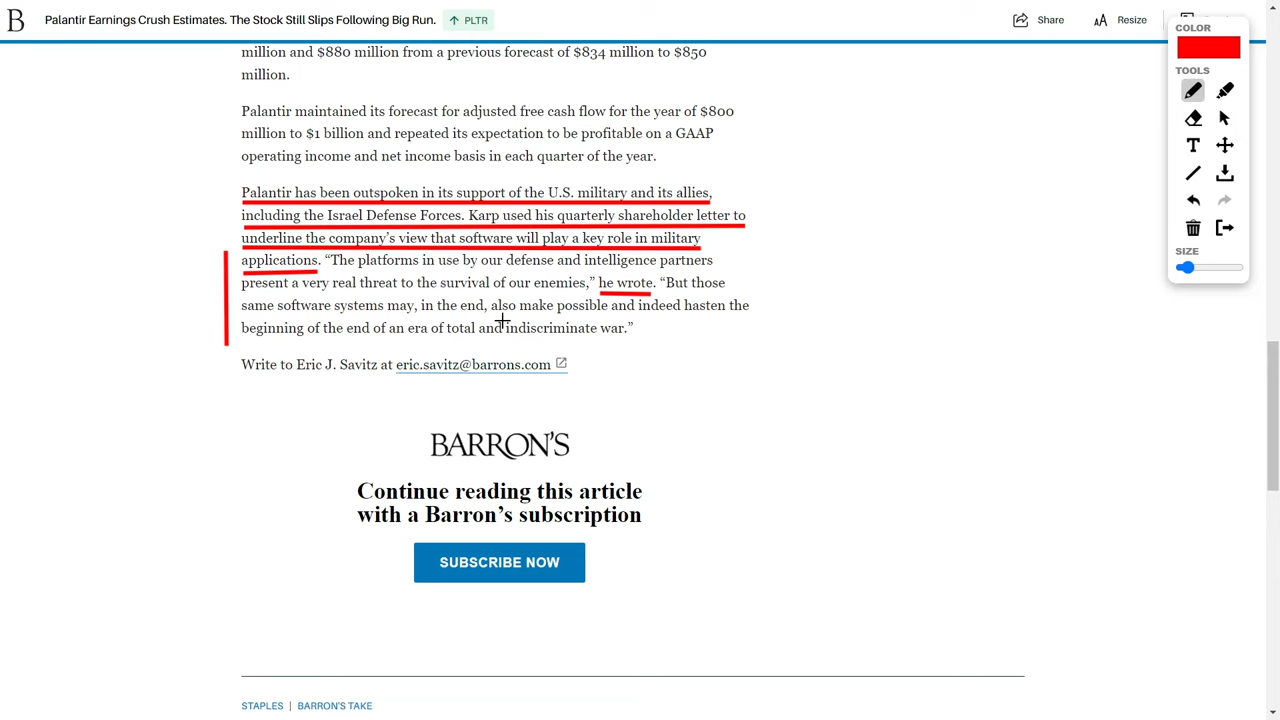 B Palantir Earnings Crush Estimates. The Stock Still Slips Following Big Run. PLTR Share Resize
COLOR
TOOLS
SIZE
million and $880 million from a previous forecast of $834 million to $850
million.
Palantir maintained its forecast for adjusted free cash flow for the year of $800
million to $1 billion and repeated its expectation to be profitable on a GAAP
operating income and net income basis in each quarter of the year.
Palantir has been outspoken in its support of the U.S. military and its allies,
including the Israel Defense Forces. Karp used his quarterly shareholder letter to
underline the company’s view that software will play a key role in military
applications. “The platforms in use by our defense and intelligence partners
present a very real threat to the survival of our enemies,” he wrote. “But those
same software systems may, in the end, also make possible and indeed hasten the
beginning of the end of an era of total and indiscriminate war.”
Write to Eric J. Savitz at eric.savitz@barrons.com
BARRON’S
Continue reading this article
with a Barron’s subscription
SUBSCRIBE NOW
STAPLES | BARRON’S TAKE